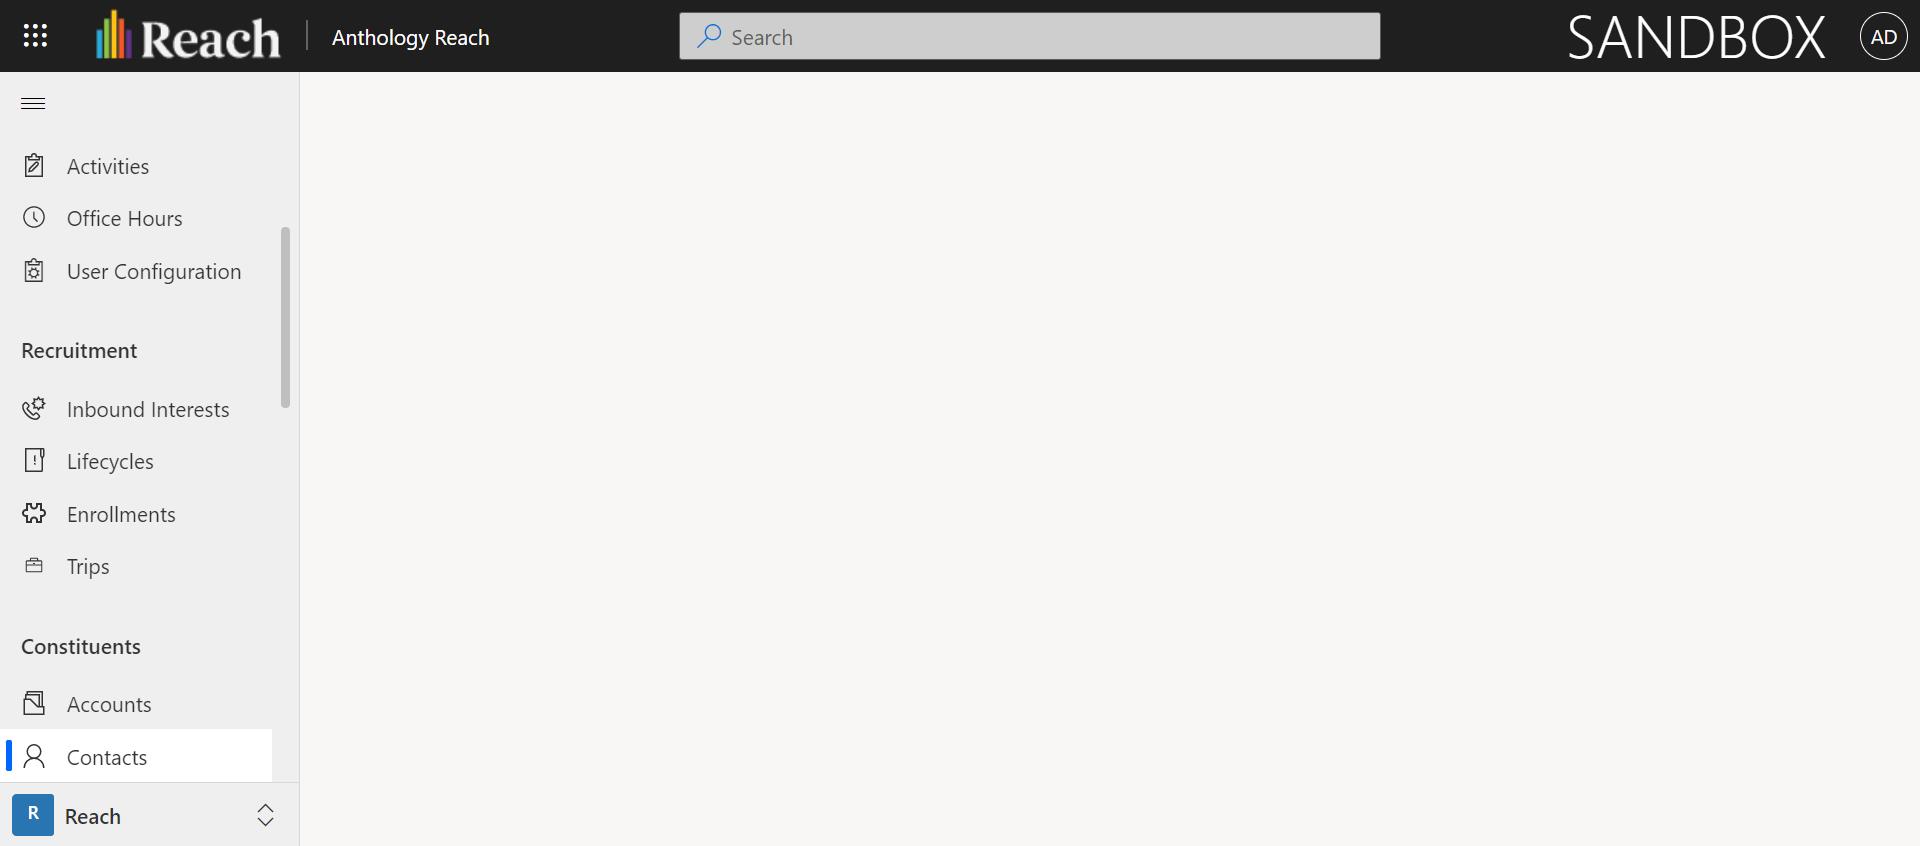 Reach
Anthology Reach
Search
SANDBOX
AD
Activities
Office Hours
User Configuration
Recruitment
Inbound Interests
Lifecycles
Enrollments
Trips
Constituents
Accounts
Contacts
R
Reach